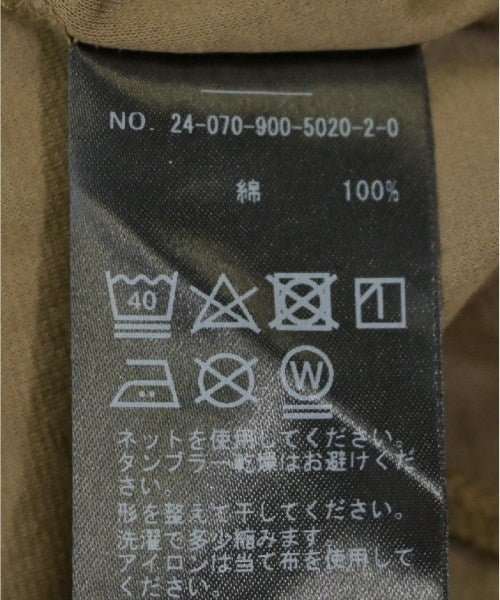 NO. 24-070-900-5020-2-0
綿 100%
40
W
ネットを使用してください。
タンブラー乾燥はお避けくだ
さい。
形を整えて干してください。
洗濯で多少縮みます
アイロンは当て布を使用して
ください。